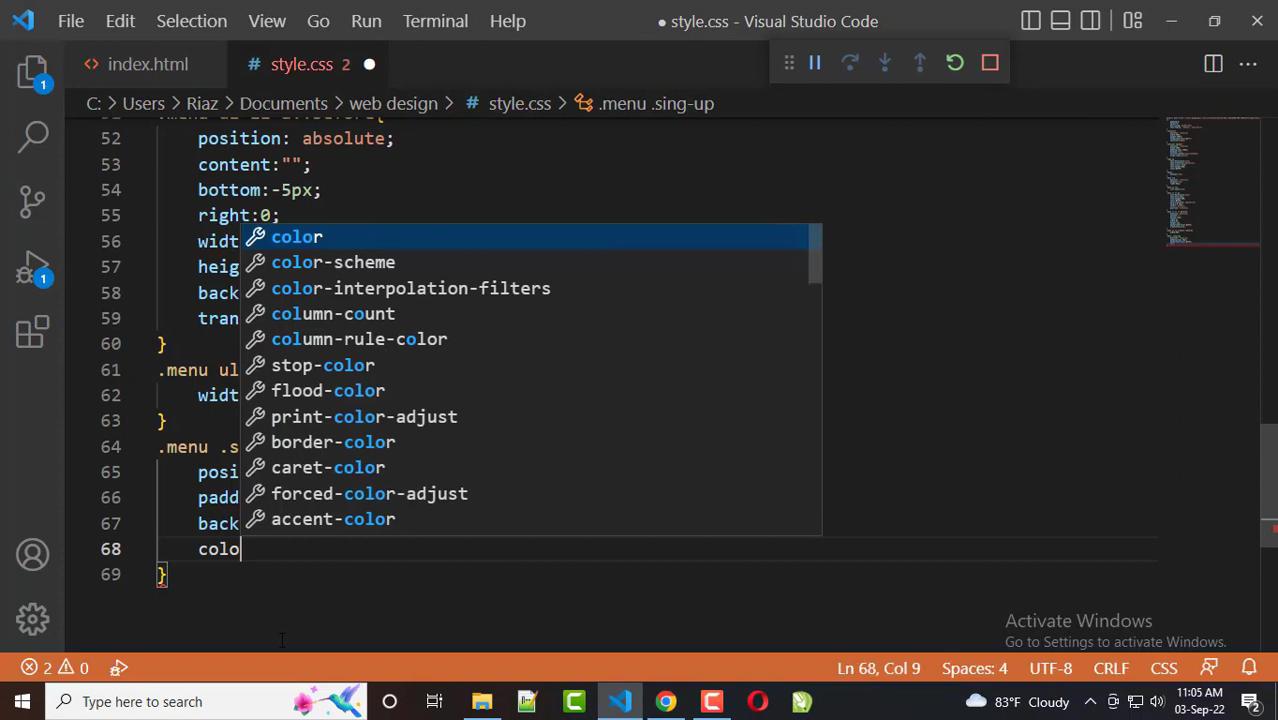 File Edit Selection View Go Run Terminal Help ● style.css - Visual Studio Code
index.html # style.css 2 ●
C: > Users > Riaz > Documents > web design > # style.css > .menu .sing-up
52 position: absolute;
53 content:"";
54 bottom:-5px;
55 right:0;
56 widt
57 heig
58 back
59 tran
60 }
61 .menu ul
62 widt
63 }
64 .menu .s
65 posi
66 padd
67 back
68 colo
69 }
color
color-scheme
color-interpolation-filters
column-count
column-rule-color
stop-color
flood-color
print-color-adjust
border-color
caret-color
forced-color-adjust
accent-color
1
1
Activate Windows
Go to Settings to activate Windows.
2 0 Ln 68, Col 9 Spaces: 4 UTF-8 CRLF CSS
Type here to search 83°F Cloudy 11:05 AM
03-Sep-22 2